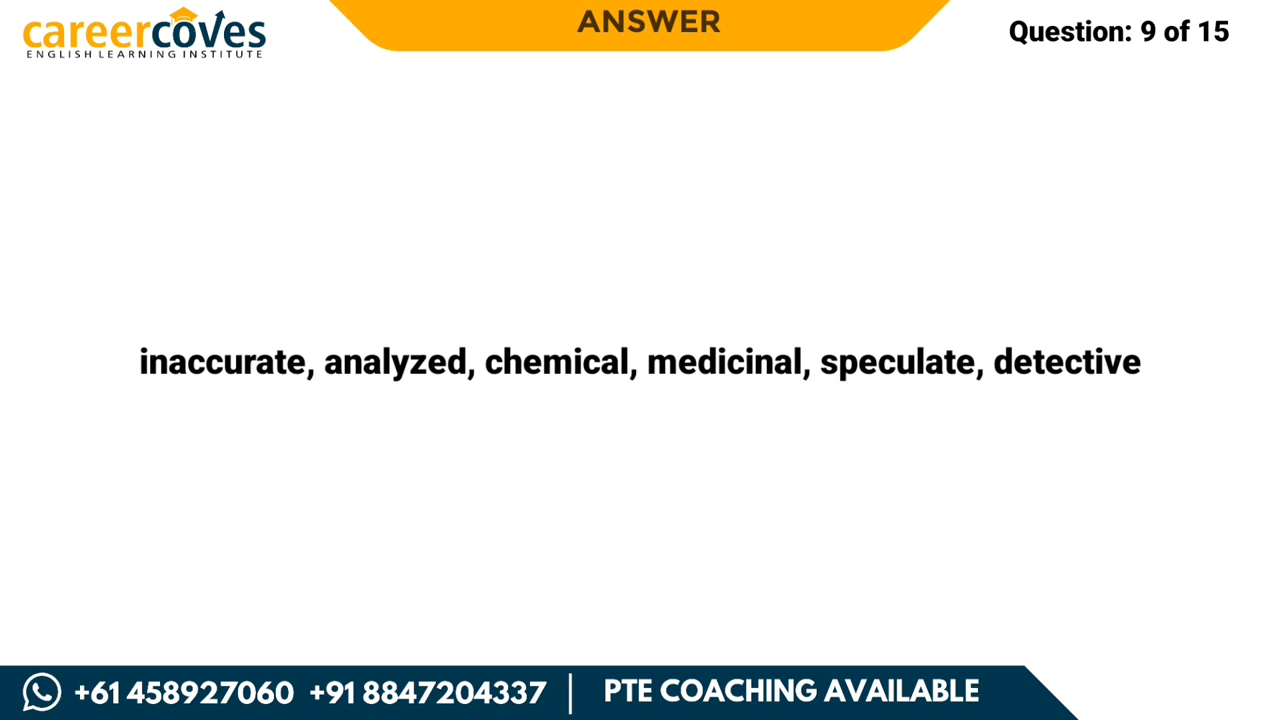 careercoves
ENGLISH LEARNING INSTITUTE
ANSWER
Question: 9 of 15
inaccurate, analyzed, chemical, medicinal, speculate, detective
+61 458927060 +91 8847204337 | PTE COACHING AVAILABLE